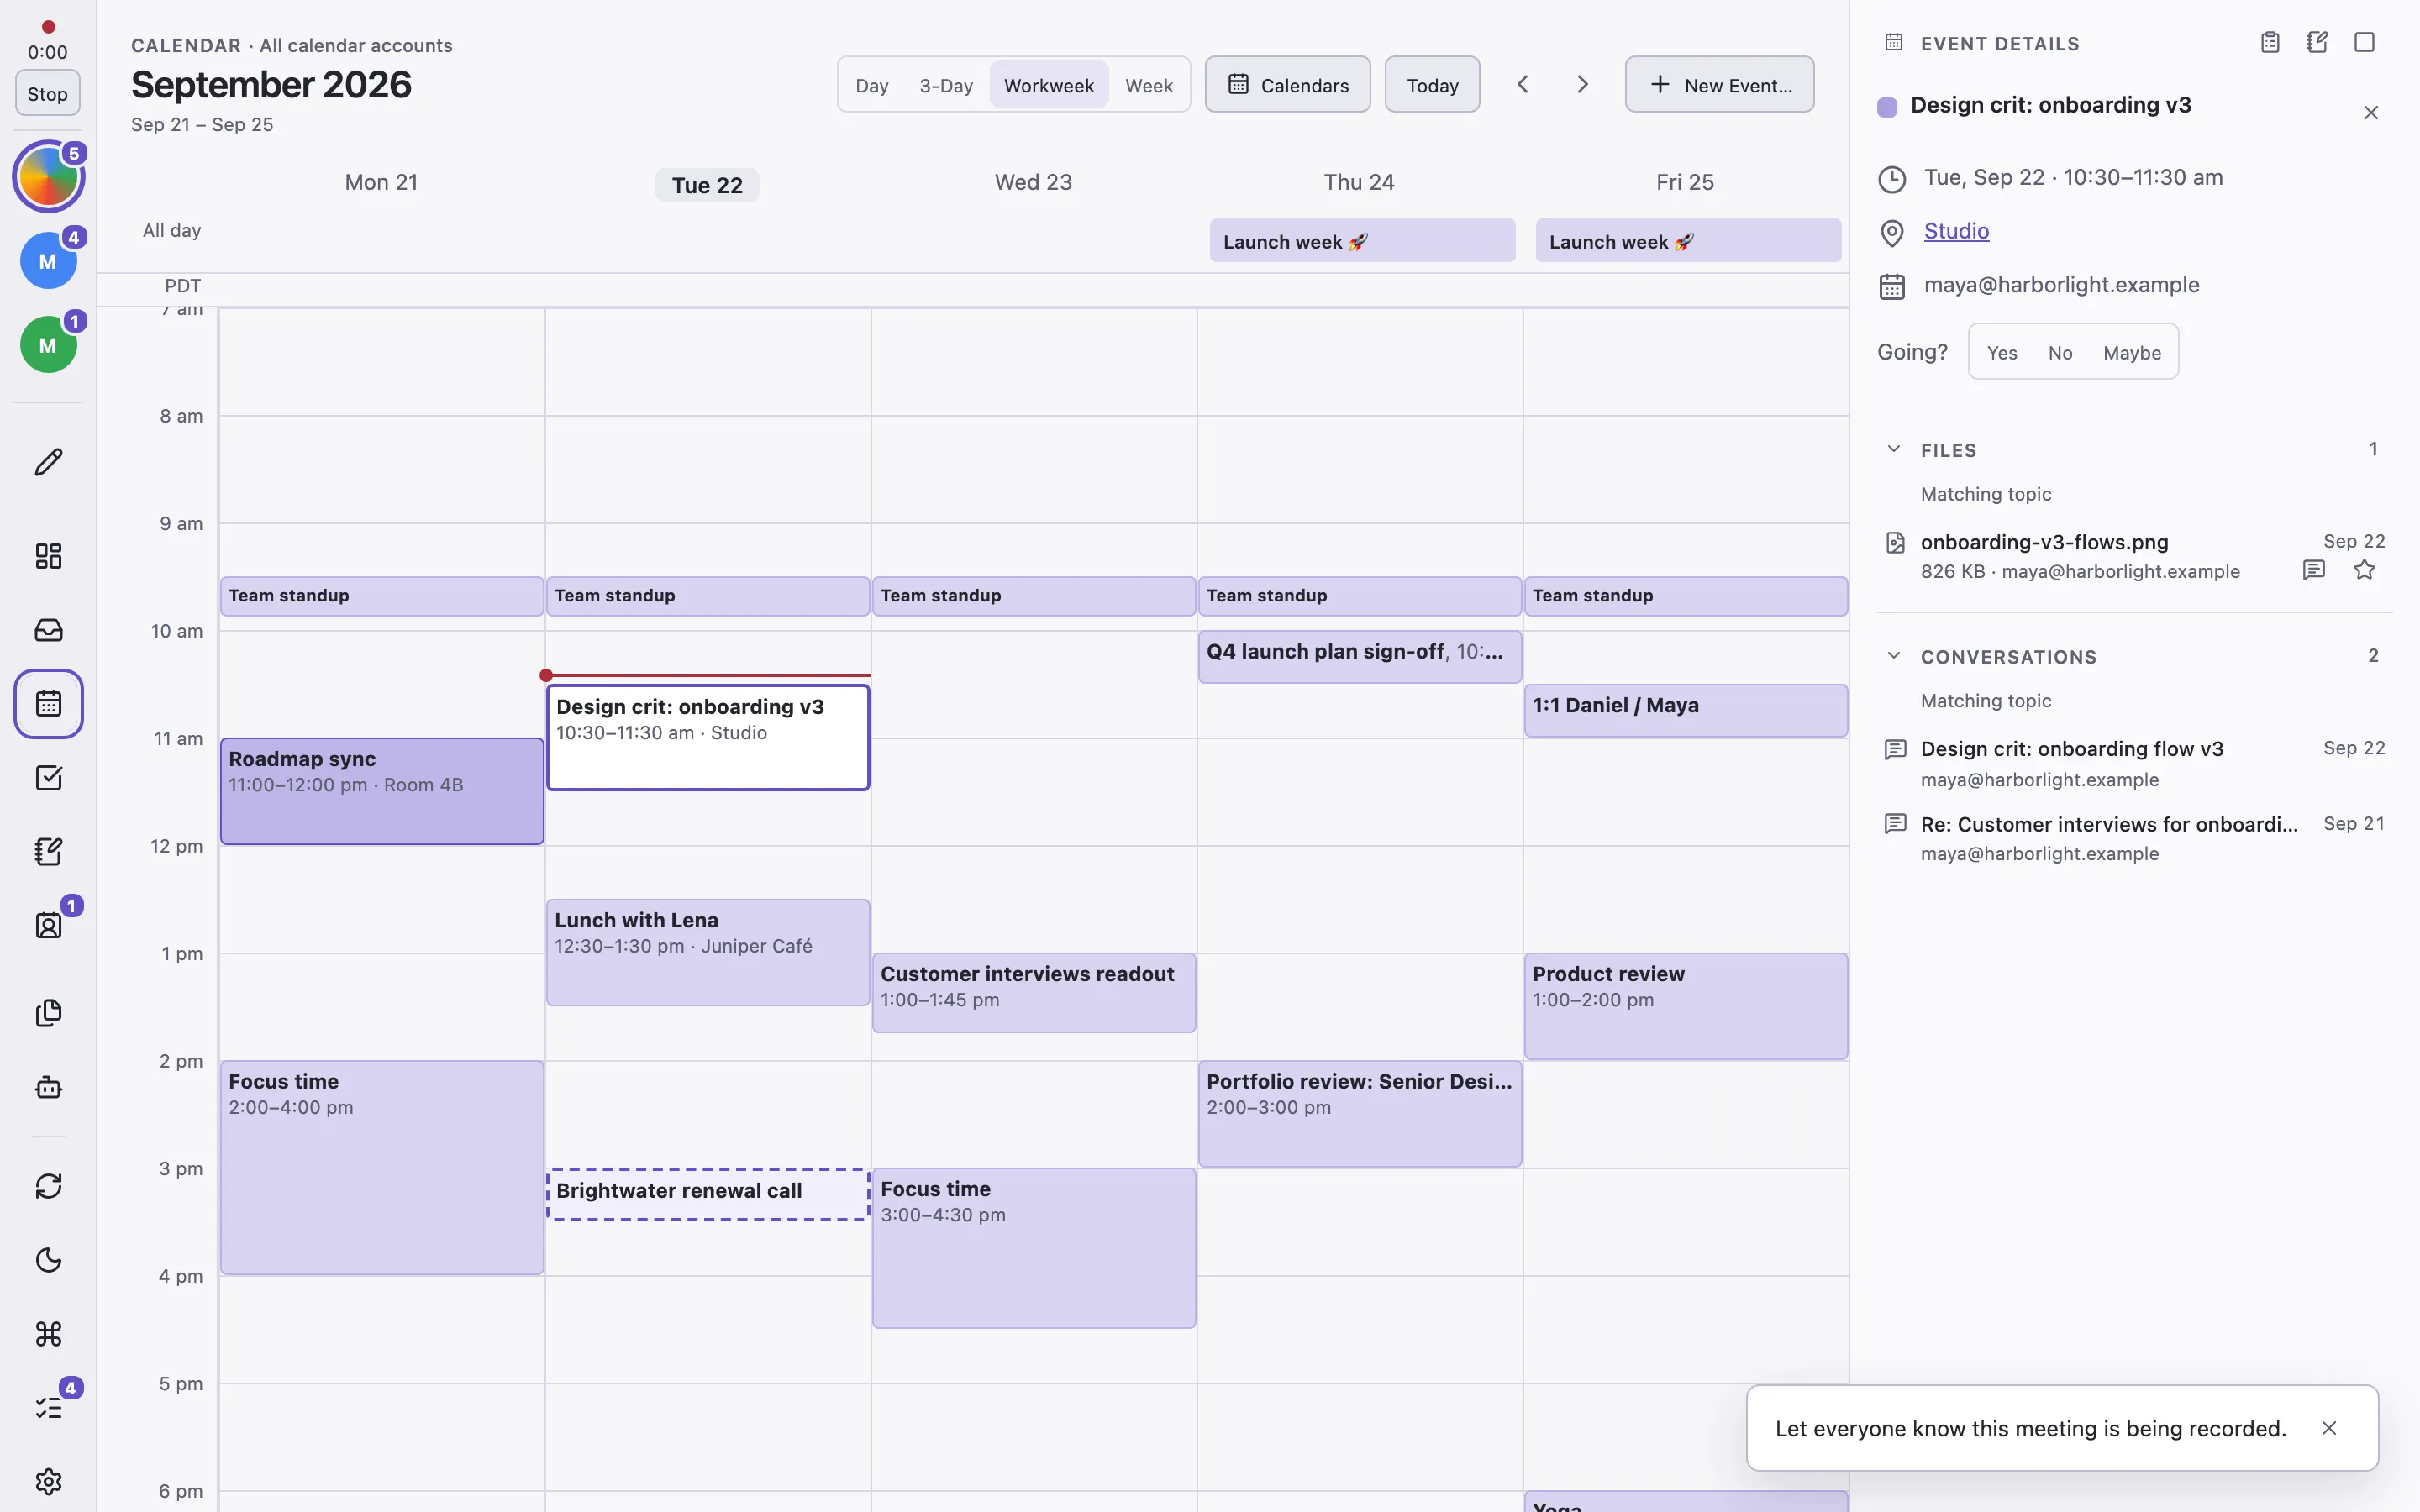 0:00
Stop
5
M
4
M
1
1
4
CALENDAR · All calendar accounts
September 2026
Sep 21 – Sep 25
Day
3-Day
Workweek
Week
Calendars
Today
New Event...
Mon 21
Tue 22
Wed 23
Thu 24
Fri 25
All day
Launch week 🚀
Launch week 🚀
PDT
7 am
8 am
9 am
10 am
11 am
12 pm
1 pm
2 pm
3 pm
4 pm
5 pm
6 pm
Team standup
Roadmap sync
11:00–12:00 pm · Room 4B
Focus time
2:00–4:00 pm
Team standup
Design crit: onboarding v3
10:30–11:30 am · Studio
Lunch with Lena
12:30–1:30 pm · Juniper Café
Brightwater renewal call
Team standup
Customer interviews readout
1:00–1:45 pm
Focus time
3:00–4:30 pm
Team standup
Q4 launch plan sign-off, 10:...
Portfolio review: Senior Desi...
2:00–3:00 pm
Team standup
1:1 Daniel / Maya
Product review
1:00–2:00 pm
Yoga
EVENT DETAILS
Design crit: onboarding v3
Tue, Sep 22 · 10:30–11:30 am
Studio
maya@harborlight.example
Going?
Yes
No
Maybe
FILES
1
Matching topic
onboarding-v3-flows.png
Sep 22
826 KB · maya@harborlight.example
CONVERSATIONS
2
Matching topic
Design crit: onboarding flow v3
Sep 22
maya@harborlight.example
Re: Customer interviews for onboardi...
Sep 21
maya@harborlight.example
Let everyone know this meeting is being recorded.